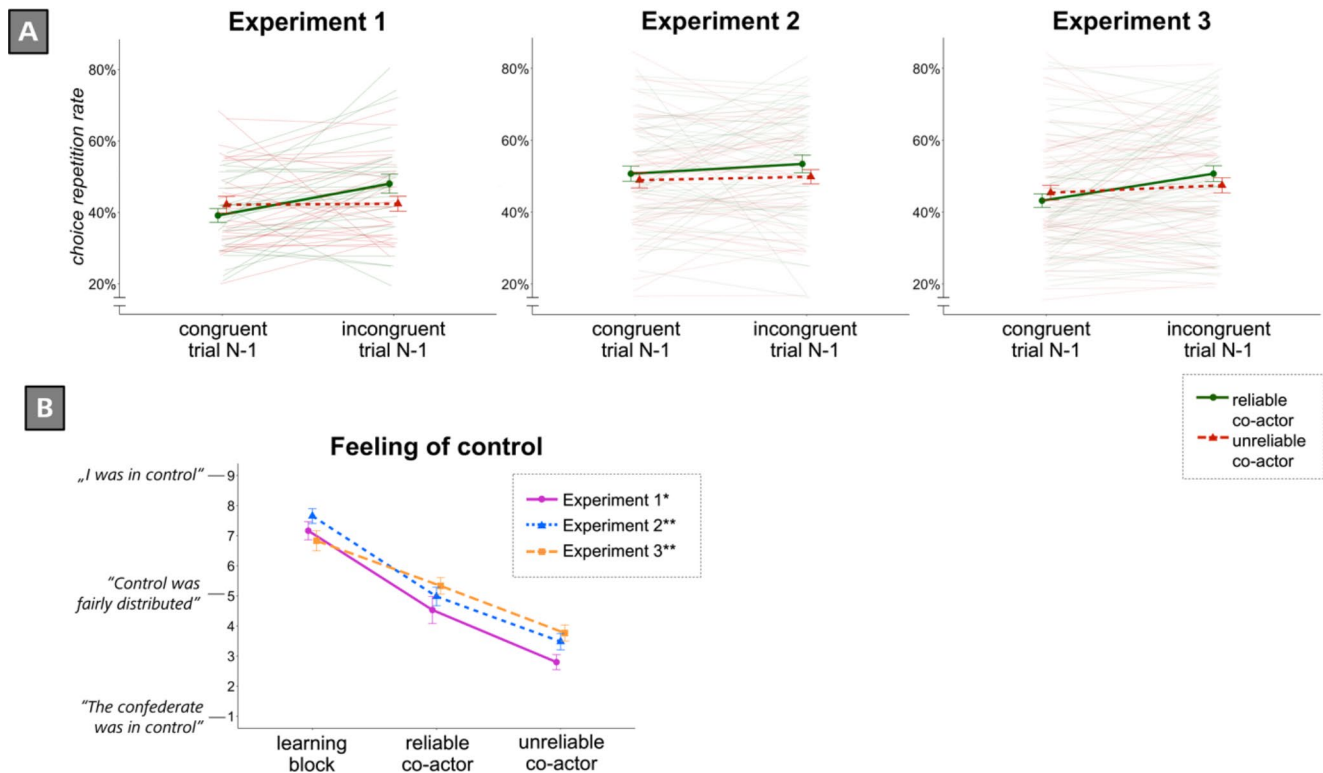 A
Experiment 1
Experiment 2
Experiment 3
choice repetition rate
80%
60%
40%
20%
80%
60%
40%
20%
80%
60%
40%
20%
congruent
trial N-1
incongruent
trial N-1
congruent
trial N-1
incongruent
trial N-1
congruent
trial N-1
incongruent
trial N-1
reliable
co-actor
unreliable
co-actor
B
Feeling of control
„I was in control“
"Control was
fairly distributed"
"The confederate
was in control"
9
8
7
6
5
4
3
2
1
Experiment 1*
Experiment 2**
Experiment 3**
learning
block
reliable
co-actor
unreliable
co-actor